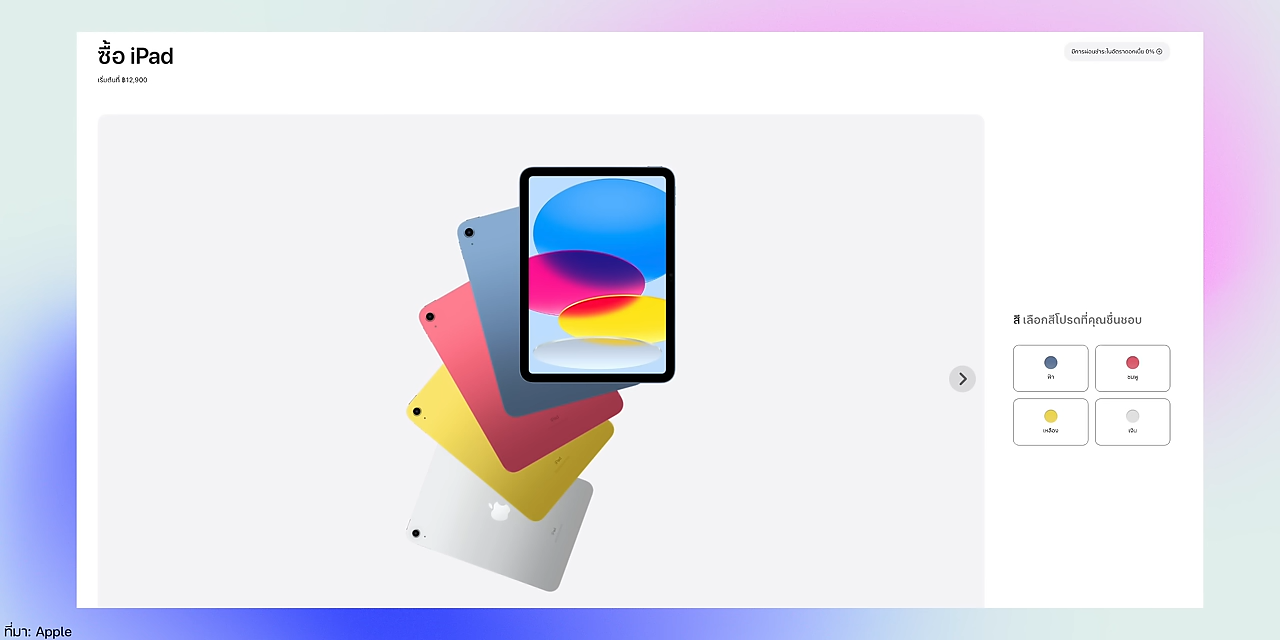 ซื้อ iPad
เริ่มต้นที่ ฿12,900
มีการผ่อนชำระในอัตราดอกเบี้ย 0%
สี เลือกสีโปรดที่คุณชื่นชอบ
ฟ้า
ชมพู
เหลือง
เงิน
ที่มา: Apple